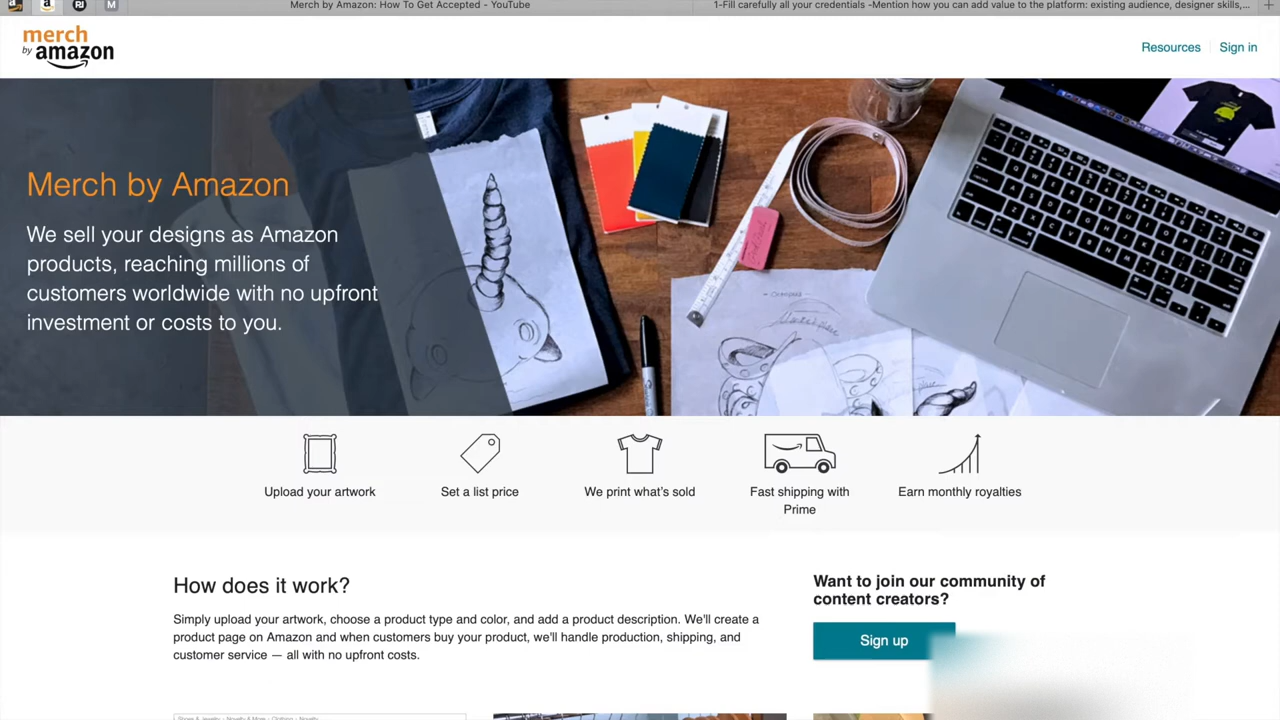 Merch by Amazon: How To Get Accepted - YouTube
1-Fill carefully all your credentials -Mention how you can add value to the platform: existing audience, designer skills,...
merch
by amazon
Resources
Sign in
Merch by Amazon
We sell your designs as Amazon
products, reaching millions of
customers worldwide with no upfront
investment or costs to you.
Upload your artwork
Set a list price
We print what's sold
Fast shipping with
Prime
Earn monthly royalties
How does it work?
Simply upload your artwork, choose a product type and color, and add a product description. We'll create a
product page on Amazon and when customers buy your product, we'll handle production, shipping, and
customer service — all with no upfront costs.
Want to join our community of
content creators?
Sign up